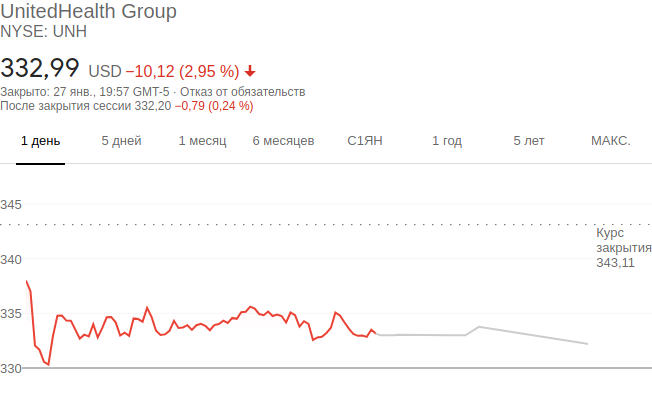 UnitedHealth Group
NYSE: UNH
332,99 USD −10,12 (2,95 %)
Закрыто: 27 янв., 19:57 GMT-5 · Отказ от обязательств
После закрытия сессии 332,20 −0,79 (0,24 %)
1 день 5 дней 1 месяц 6 месяцев С1ЯН 1 год 5 лет МАКС.
345
Курс
закрытия
343,11
340
335
330